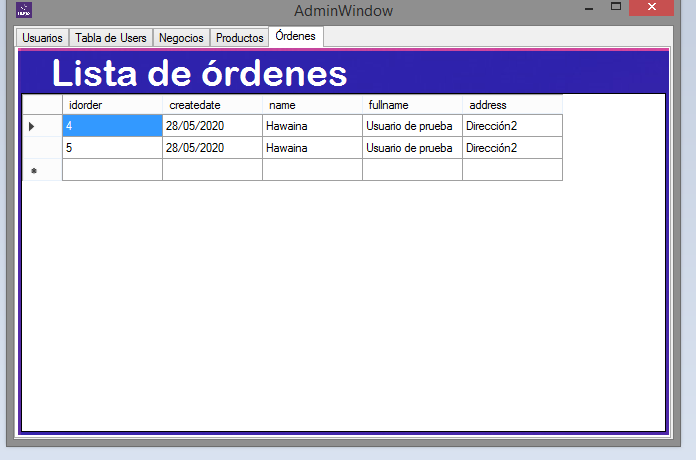 AdminWindow
Usuarios Tabla de Users Negocios Productos Órdenes
Lista de órdenes
idorder createdate name fullname address
4 28/05/2020 Hawaina Usuario de prueba Dirección2
5 28/05/2020 Hawaina Usuario de prueba Dirección2